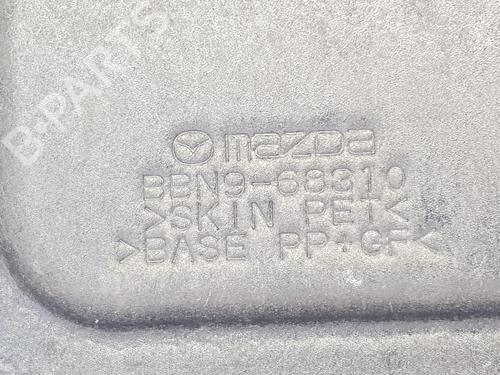 B-PARTS
mazda
BBN9-68310
>SKIN PET<
>BASE PP+GF<